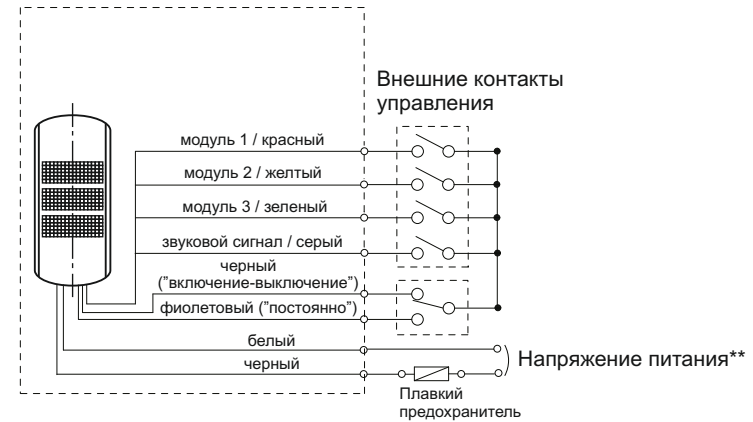 Внешние контакты
управления
модуль 1 / красный
модуль 2 / желтый
модуль 3 / зеленый
звуковой сигнал / серый
черный
("включение-выключение")
фиолетовый ("постоянно")
белый
черный
Напряжение питания**
Плавкий
предохранитель